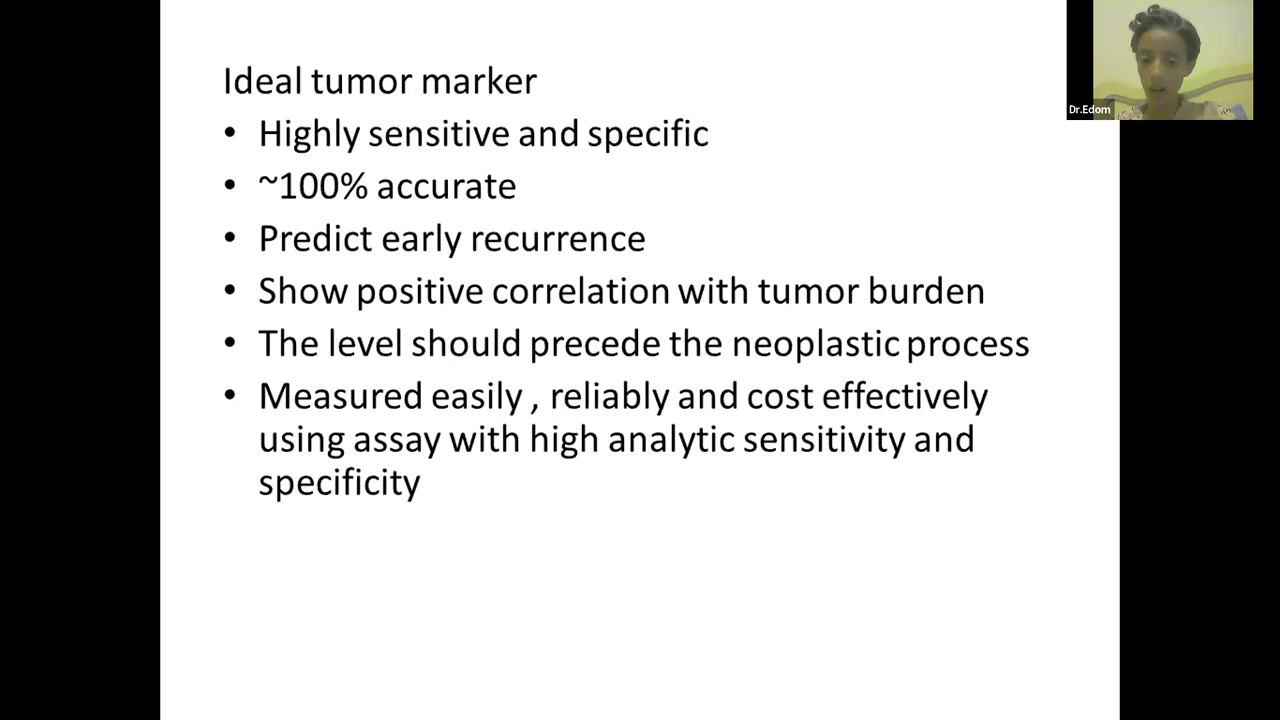 Ideal tumor marker
• Highly sensitive and specific
• ~100% accurate
• Predict early recurrence
• Show positive correlation with tumor burden
• The level should precede the neoplastic process
• Measured easily , reliably and cost effectively
using assay with high analytic sensitivity and
specificity
Dr.Edom